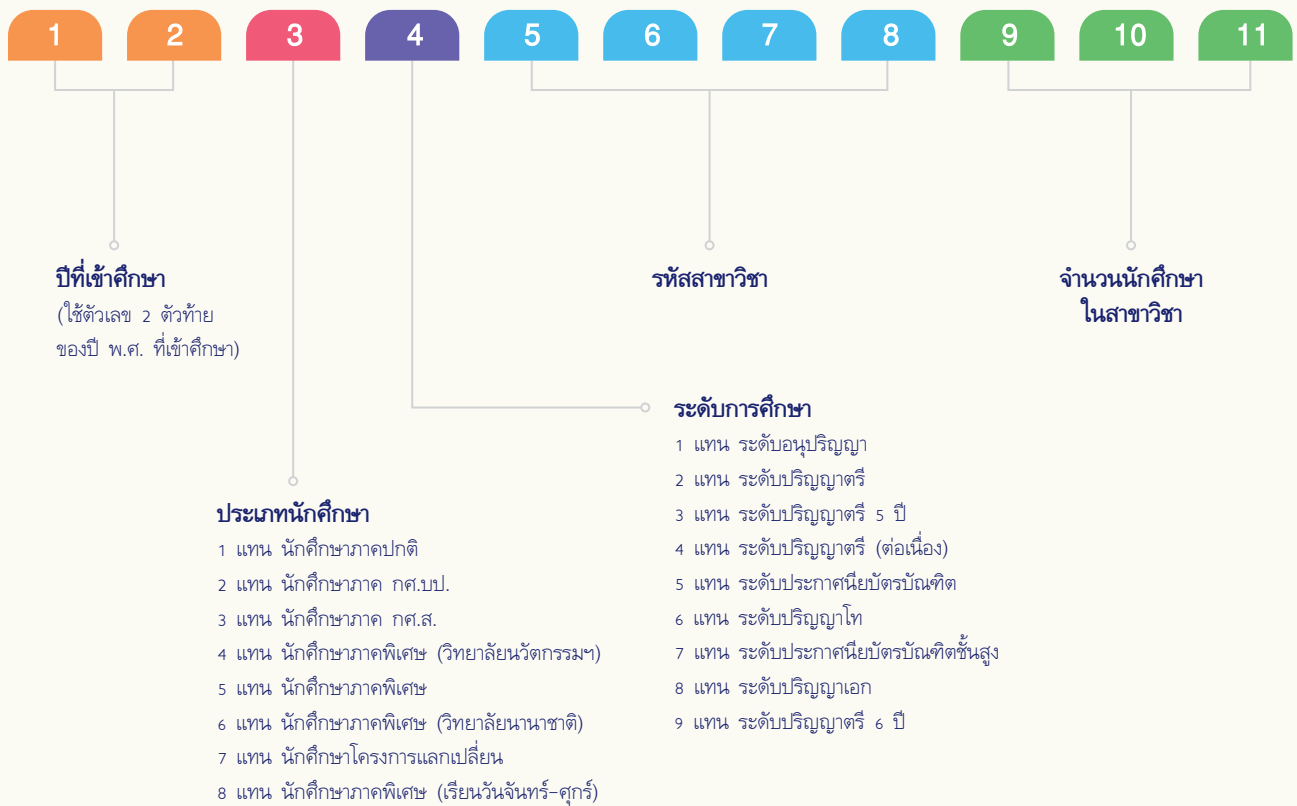 1 2 3 4 5 6 7 8 9 10 11
ปีที่เข้าศึกษา
(ใช้ตัวเลข 2 ตัวท้าย
ของปี พ.ศ. ที่เข้าศึกษา)
รหัสสาขาวิชา
จำนวนนักศึกษา
ในสาขาวิชา
ระดับการศึกษา
1 แทน ระดับอนุปริญญา
2 แทน ระดับปริญญาตรี
3 แทน ระดับปริญญาตรี 5 ปี
4 แทน ระดับปริญญาตรี (ต่อเนื่อง)
5 แทน ระดับประกาศนียบัตรบัณฑิต
6 แทน ระดับปริญญาโท
7 แทน ระดับประกาศนียบัตรบัณฑิตชั้นสูง
8 แทน ระดับปริญญาเอก
9 แทน ระดับปริญญาตรี 6 ปี
ประเภทนักศึกษา
1 แทน นักศึกษาภาคปกติ
2 แทน นักศึกษาภาค กศ.บป.
3 แทน นักศึกษาภาค กศ.ส.
4 แทน นักศึกษาภาคพิเศษ (วิทยาลัยนวัตกรรมฯ)
5 แทน นักศึกษาภาคพิเศษ
6 แทน นักศึกษาภาคพิเศษ (วิทยาลัยนานาชาติ)
7 แทน นักศึกษาโครงการแลกเปลี่ยน
8 แทน นักศึกษาภาคพิเศษ (เรียนวันจันทร์-ศุกร์)